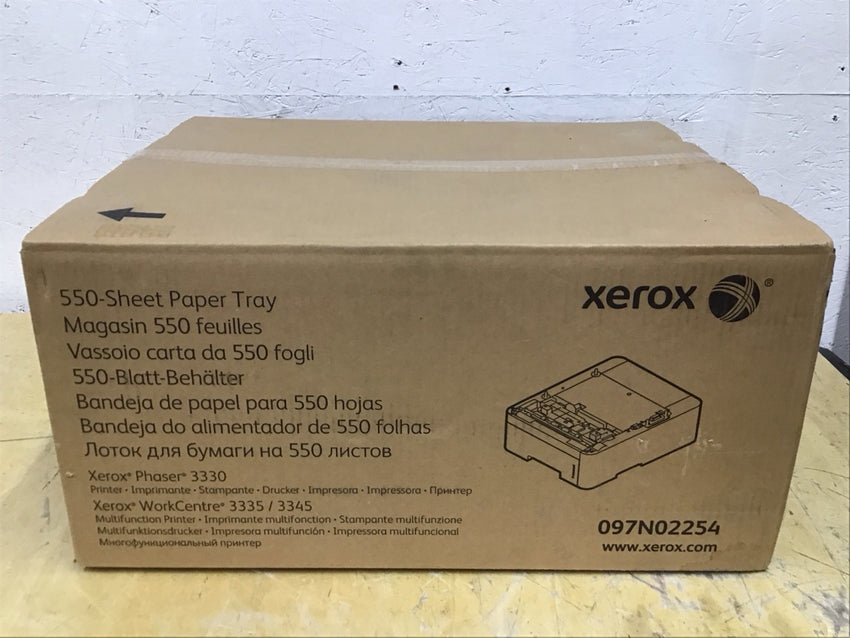 550-Sheet Paper Tray
Magasin 550 feuilles
Vassoio carta da 550 fogli
550-Blatt-Behälter
Bandeja de papel para 550 hojas
Bandeja do alimentador de 550 folhas
Лоток для бумаги на 550 листов
Xerox® Phaser® 3330
Printer • Imprimante • Stampante • Drucker • Impresora • Impressora • Принтер
Xerox® WorkCentre® 3335 / 3345
Multifunction Printer • Imprimante multifonction • Stampante multifunzione
Multifunktionsdrucker • Impresora multifunción • Impressora multifuncional
Многофункциональный принтер
xerox®
097N02254
www.xerox.com